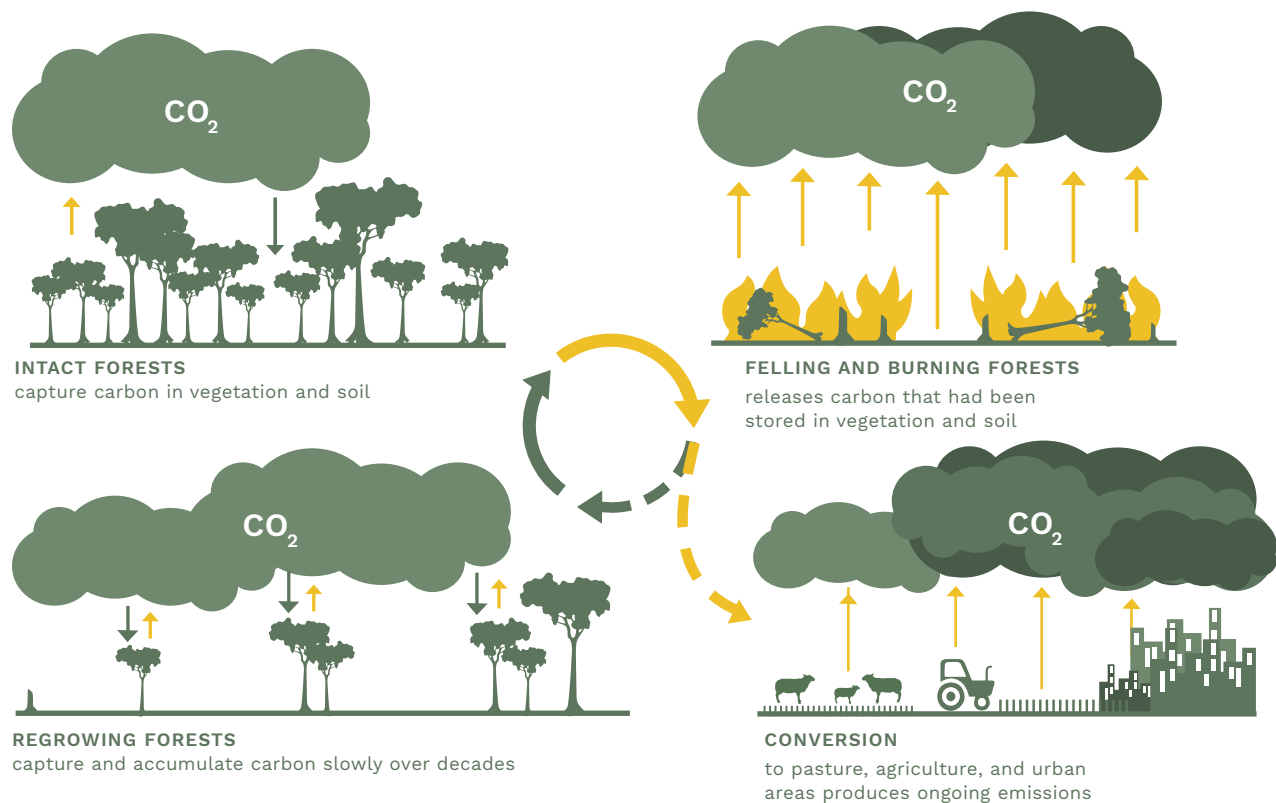 CO2
INTACT FORESTS
capture carbon in vegetation and soil
CO2
FELLING AND BURNING FORESTS
releases carbon that had been
stored in vegetation and soil
CO2
REGROWING FORESTS
capture and accumulate carbon slowly over decades
CO2
CONVERSION
to pasture, agriculture, and urban
areas produces ongoing emissions